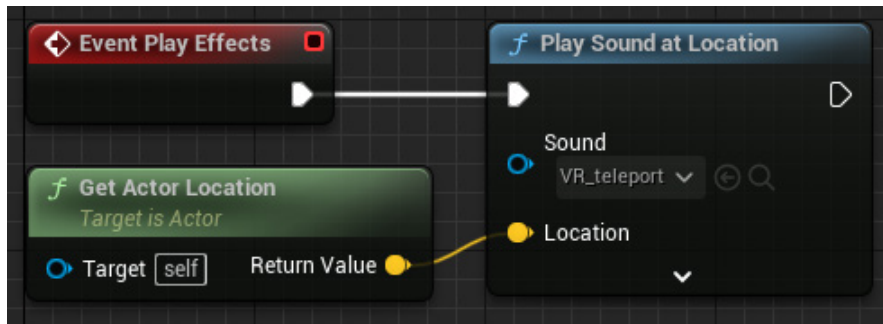 Event Play Effects
f Play Sound at Location
Sound
VR_teleport
f Get Actor Location
Target is Actor
Target self Return Value
Location